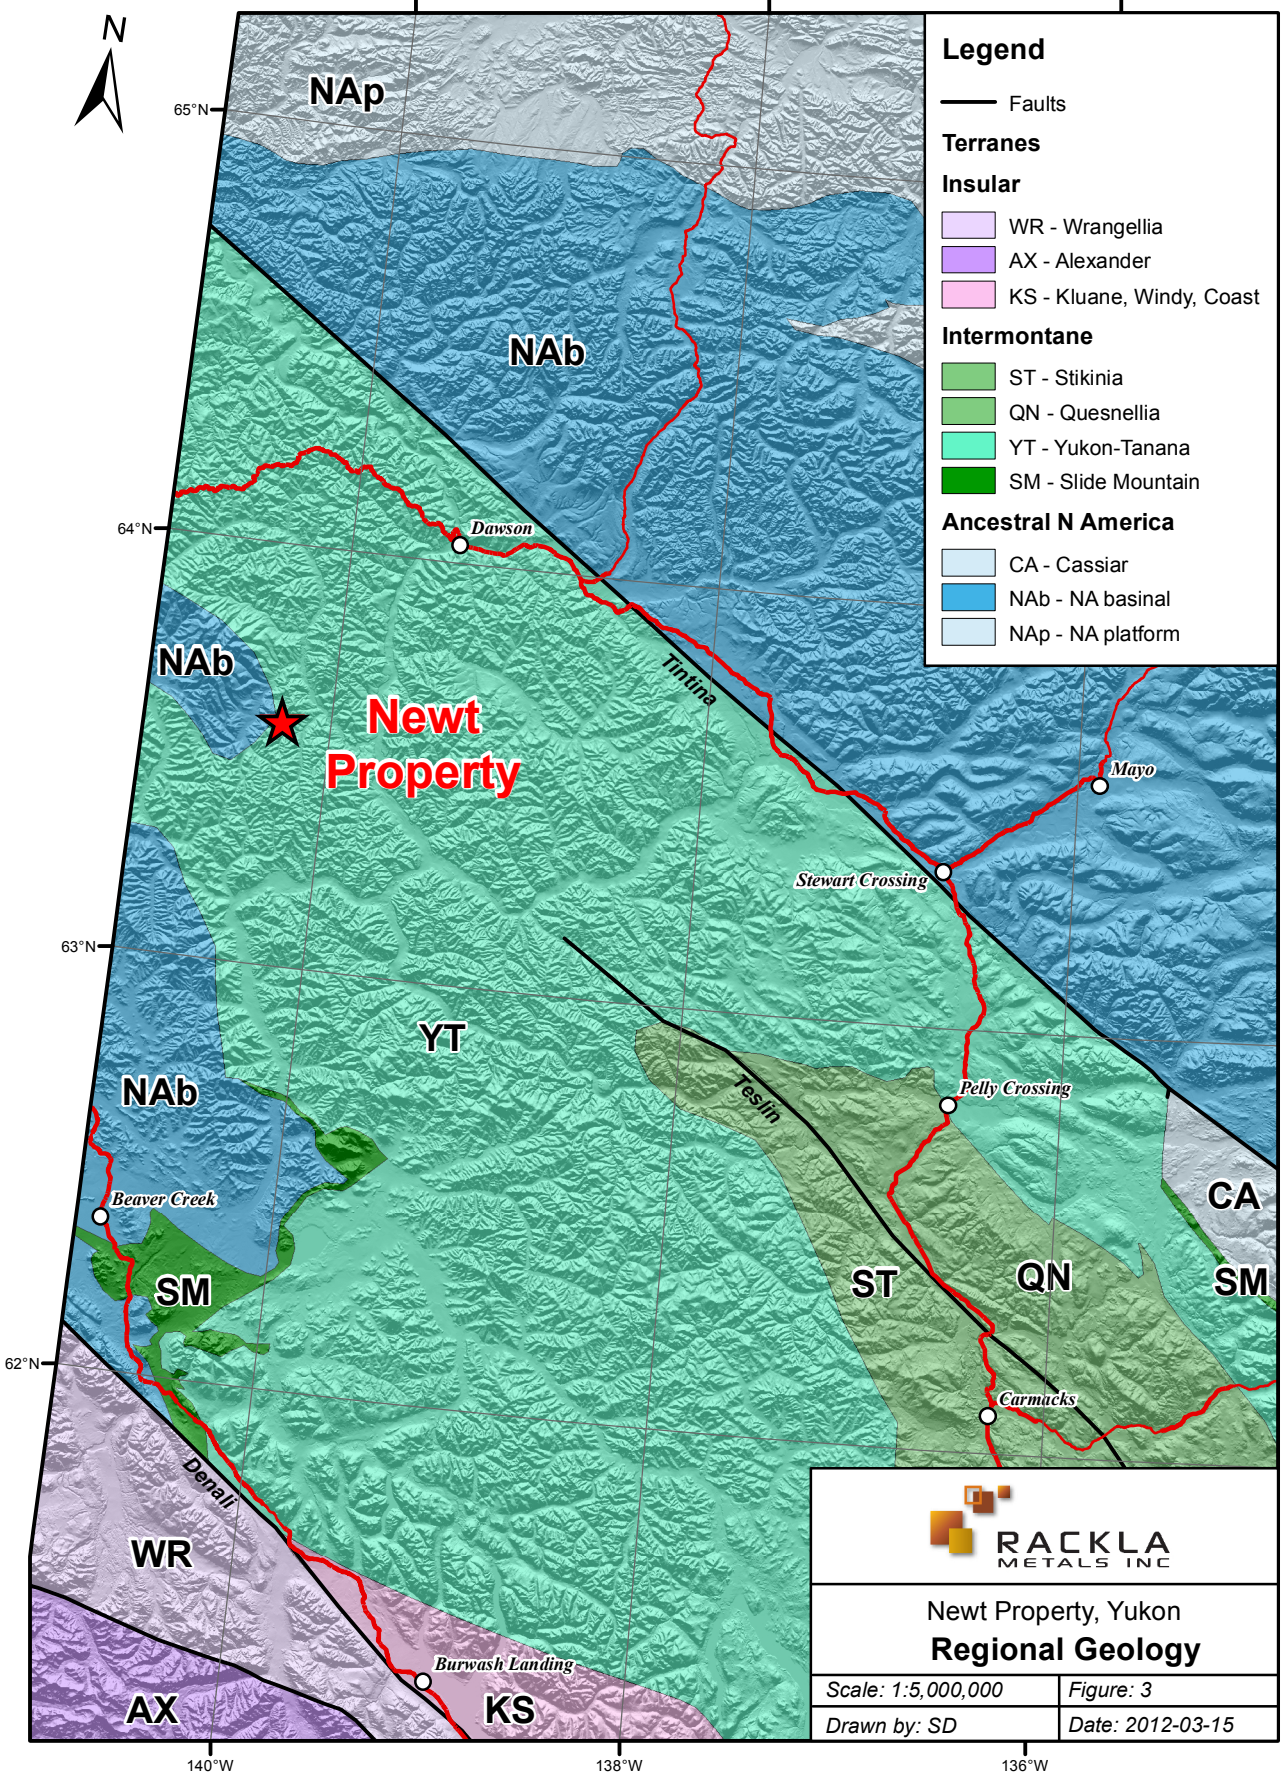 N
65°N
64°N
63°N
62°N
140°W
138°W
136°W
NAp
NAb
Dawson
NAb
Tintina
Newt
Property
Mayo
Stewart Crossing
YT
NAb
Teslin
Pelly Crossing
Beaver Creek
CA
SM
ST
QN
SM
Carmacks
Denali
WR
Burwash Landing
AX
KS
Legend
Faults
Terranes
Insular
WR - Wrangellia
AX - Alexander
KS - Kluane, Windy, Coast
Intermontane
ST - Stikinia
QN - Quesnellia
YT - Yukon-Tanana
SM - Slide Mountain
Ancestral N America
CA - Cassiar
NAb - NA basinal
NAp - NA platform
RACKLA
METALS INC
Newt Property, Yukon
Regional Geology
Scale: 1:5,000,000
Figure: 3
Drawn by: SD
Date: 2012-03-15